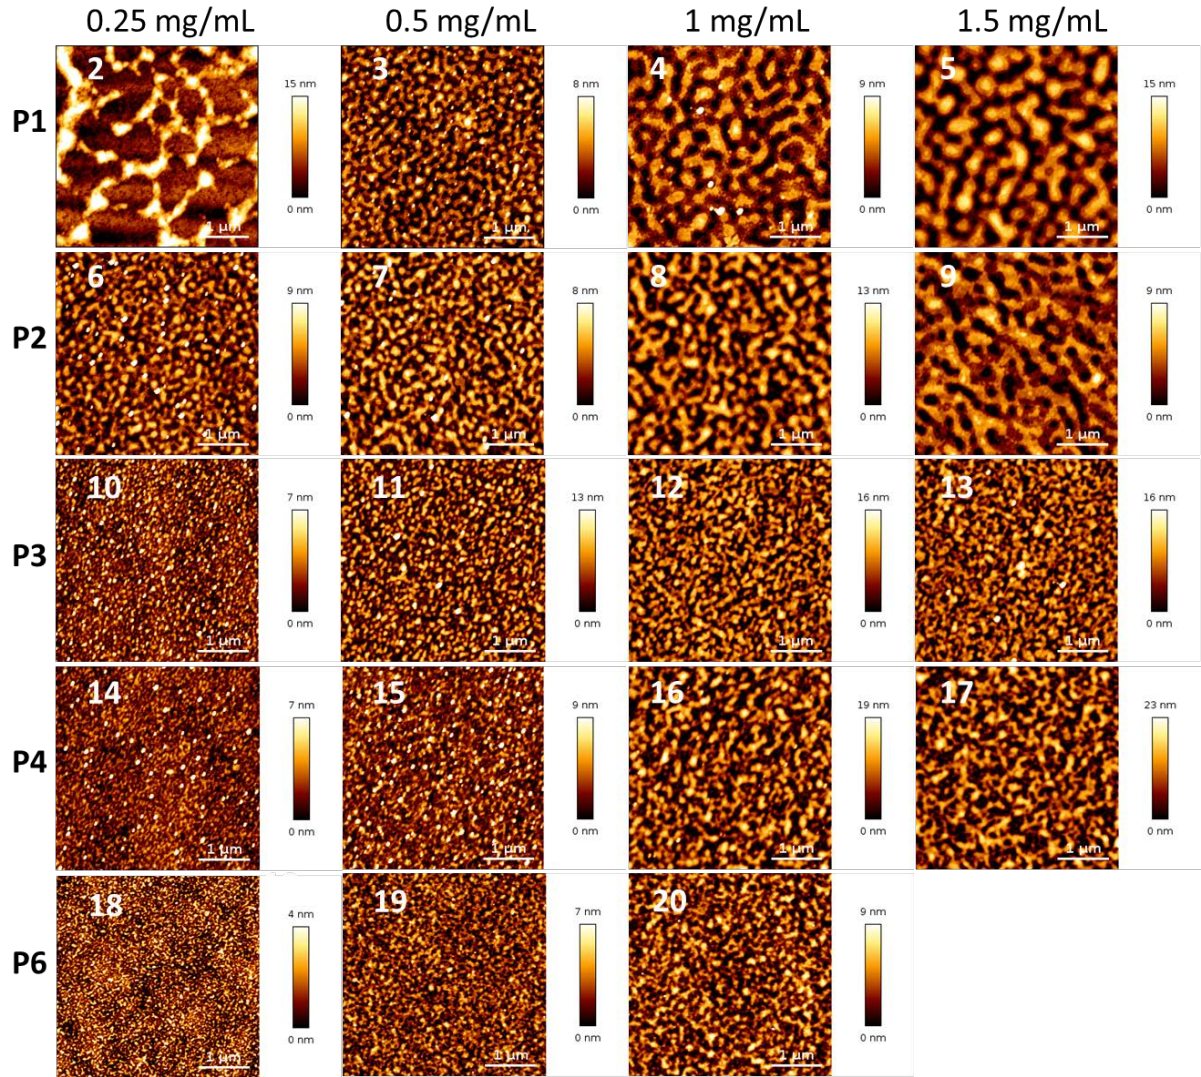 0.25 mg/mL 0.5 mg/mL 1 mg/mL 1.5 mg/mL
P1
2 15 nm 0 nm 1 µm
3 8 nm 0 nm 1 µm
4 9 nm 0 nm 1 µm
5 15 nm 0 nm 1 µm
P2
6 9 nm 0 nm 1 µm
7 8 nm 0 nm 1 µm
8 13 nm 0 nm 1 µm
9 9 nm 0 nm 1 µm
P3
10 7 nm 0 nm 1 µm
11 13 nm 0 nm 1 µm
12 16 nm 0 nm 1 µm
13 16 nm 0 nm 1 µm
P4
14 7 nm 0 nm 1 µm
15 9 nm 0 nm 1 µm
16 19 nm 0 nm 1 µm
17 23 nm 0 nm 1 µm
P6
18 4 nm 0 nm 1 µm
19 7 nm 0 nm 1 µm
20 9 nm 0 nm 1 µm